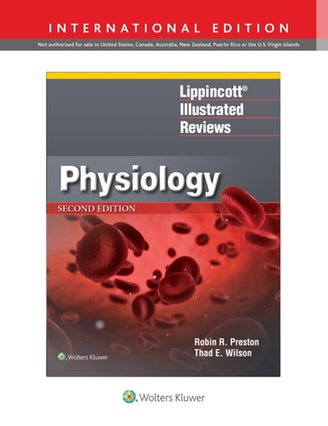 INTERNATIONAL EDITION
Not authorised for sale in United States, Canada, Australia, New Zealand, Puerto Rico or the U.S. Virgin Islands
Lippincott®
Illustrated
Reviews
Physiology
SECOND EDITION
Robin R. Preston
Thad E. Wilson
Wolters Kluwer
Wolters Kluwer